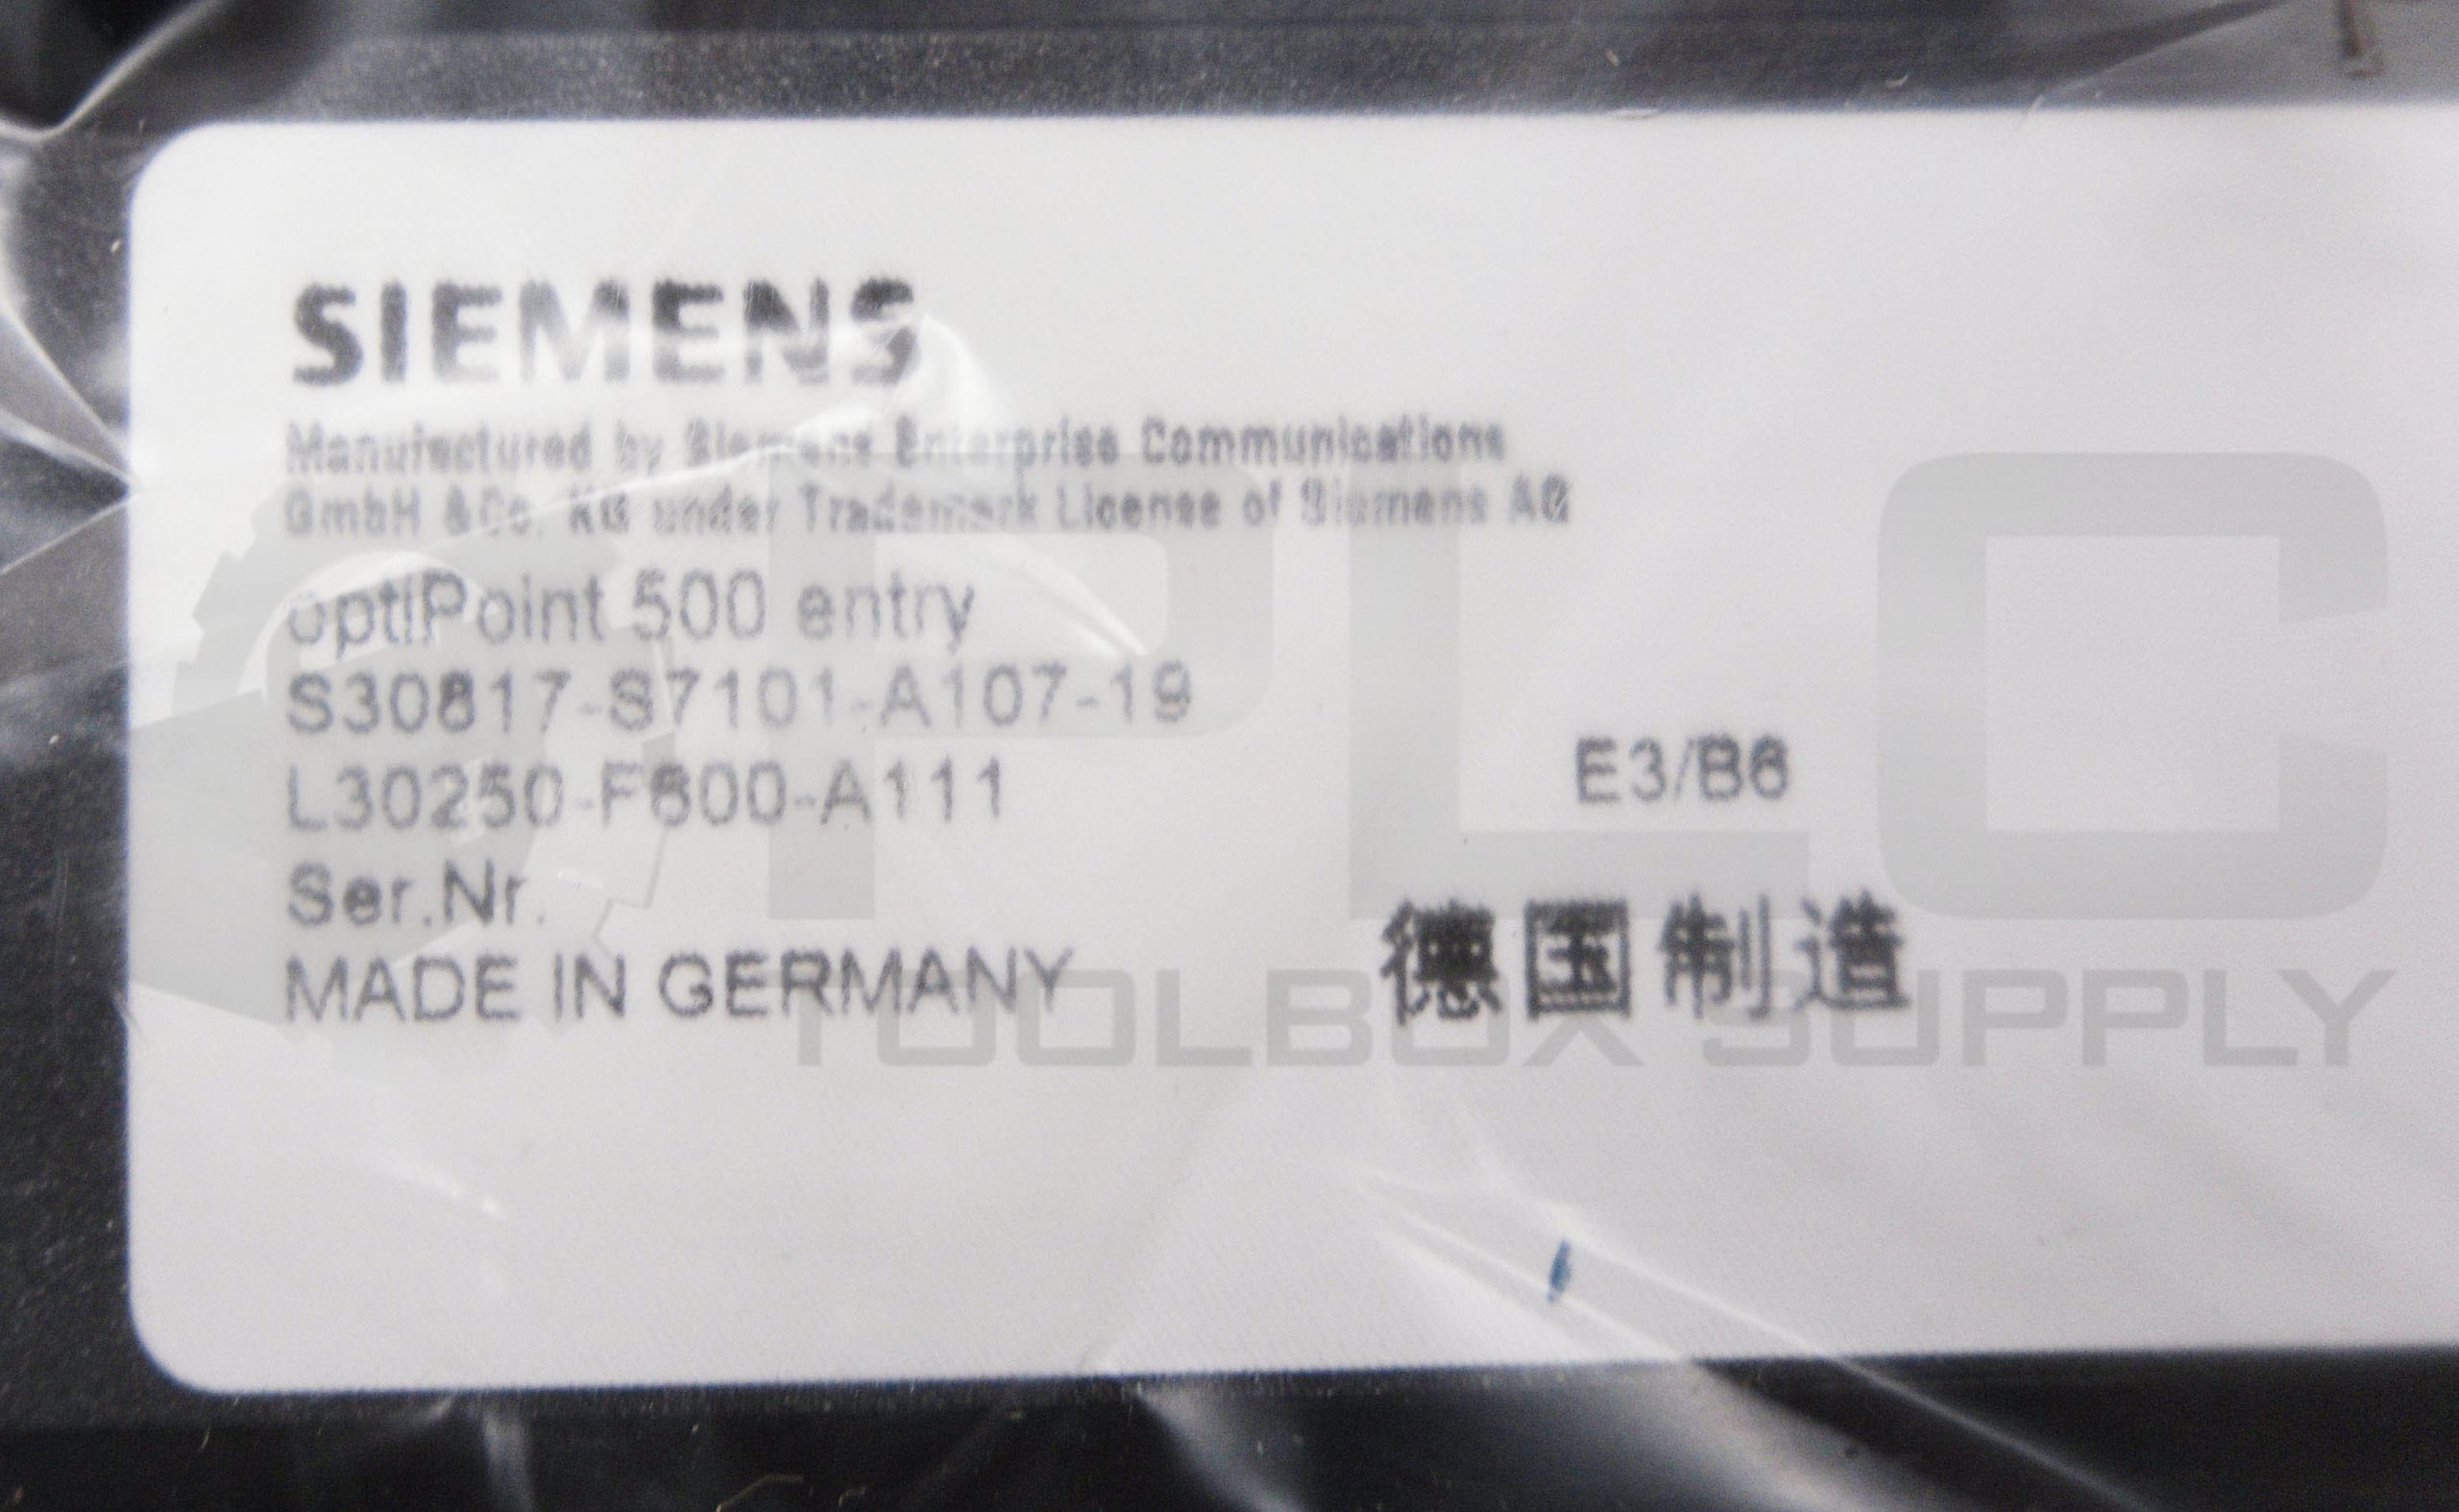 SIEMENS
Manufactured by Siemens Enterprise Communications
GmbH &Co. KG under Trademark License of Siemens AG
optiPoint 500 entry
S30817-S7101-A107-19
L30250-F600-A111
E3/B6
Ser.Nr.
MADE IN GERMANY
德国制造
PLC
TOOLBOX SUPPLY